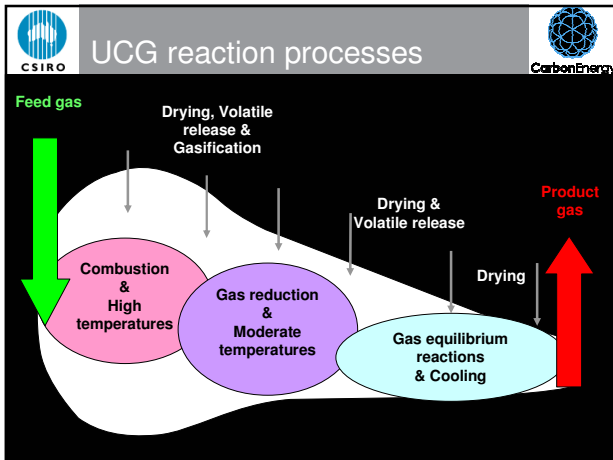 CSIRO
UCG reaction processes
CarbonEnergy
Feed gas
Drying, Volatile
release &
Gasification
Drying &
Volatile release
Product
gas
Drying
Combustion
&
High
temperatures
Gas reduction
&
Moderate
temperatures
Gas equilibrium
reactions
& Cooling